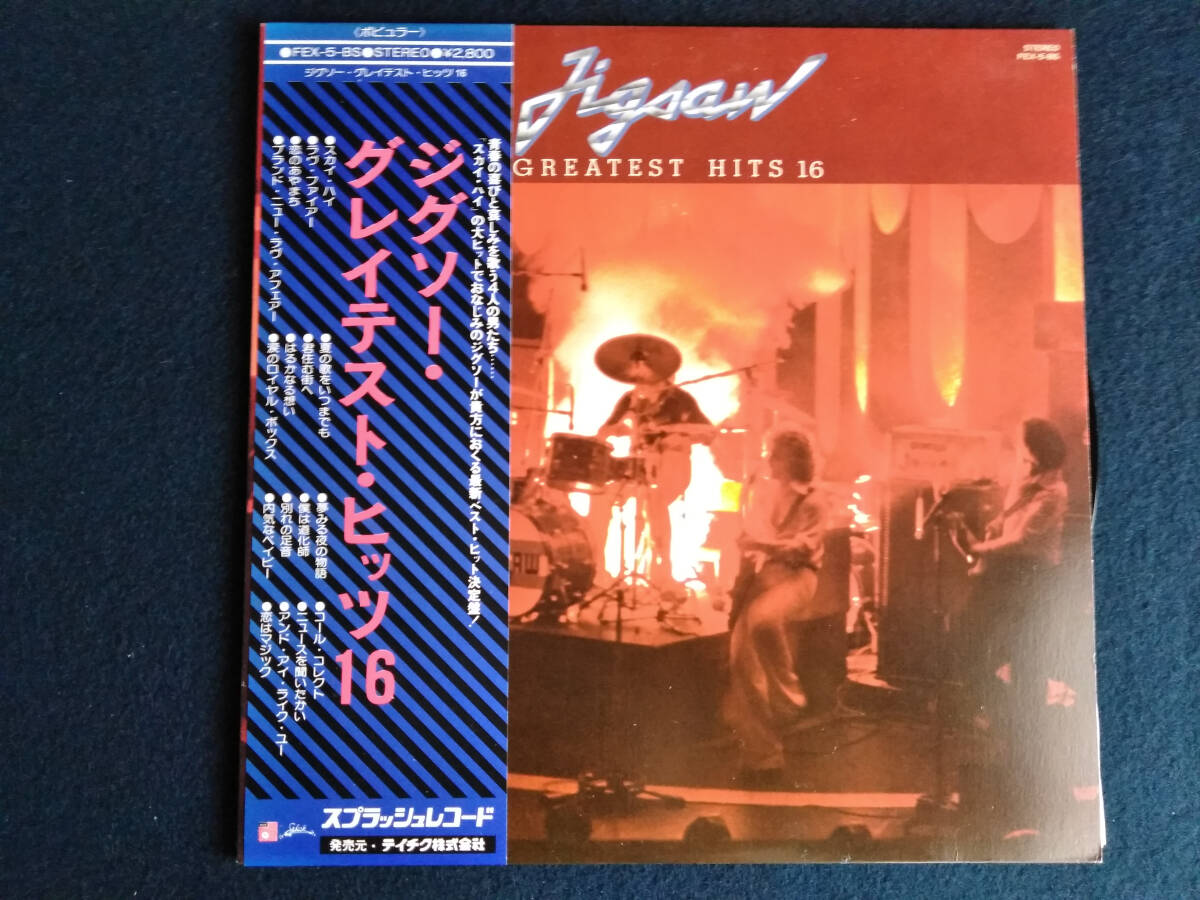 《ポピュラー》
●FEX-5-BS●STEREO●¥2,800
ジグソー・グレイテスト・ヒッツ16
青春の喜びと哀しみを歌う4人の男たち……
「スカイ・ハイ」の大ヒットでおなじみのジグソーが貴方におくる最新ベスト・ヒット決定盤!
ジグソー・
グレイテスト・ヒッツ16
●スカイ・ハイ
●ラヴ・ファイアー
●恋のあやまち
●ブランド・ニュー・ラヴ・アフェアー
●夏の歌をいつまでも
●君住む街へ
●はるかなる想い
●涙のロイヤル・ボックス
●夢みる夜の物語
●僕は道化師
●別れの足音
●内気なベイビー
●コール・コレクト
●ニュースを聞いたかい
●アンド・アイ・ライク・ユー
●恋はマジック
スプラッシュレコード
発売元・テイチク株式会社
Splash
Jigsaw
GREATEST HITS 16
STEREO
FEX-5-BS